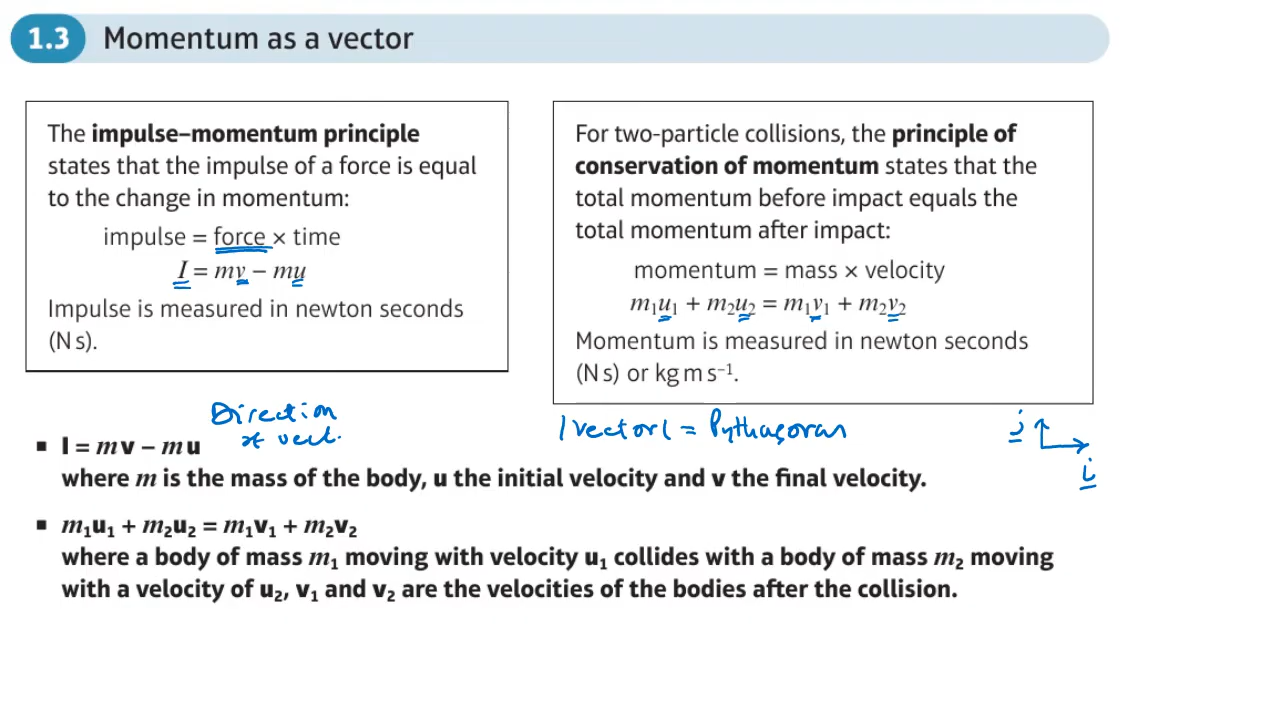 1.3 Momentum as a vector
The impulse–momentum principle
states that the impulse of a force is equal
to the change in momentum:
impulse = force × time
I = mv − mu
Impulse is measured in newton seconds
(N s).
For two-particle collisions, the principle of
conservation of momentum states that the
total momentum before impact equals the
total momentum after impact:
momentum = mass × velocity
m₁u₁ + m₂u₂ = m₁v₁ + m₂v₂
Momentum is measured in newton seconds
(N s) or kg m s⁻¹.
Direction
vect.
|vector| = Pythagoras
j
i
▪ I = mv − mu
where m is the mass of the body, u the initial velocity and v the final velocity.
▪ m₁u₁ + m₂u₂ = m₁v₁ + m₂v₂
where a body of mass m₁ moving with velocity u₁ collides with a body of mass m₂ moving
with a velocity of u₂, v₁ and v₂ are the velocities of the bodies after the collision.